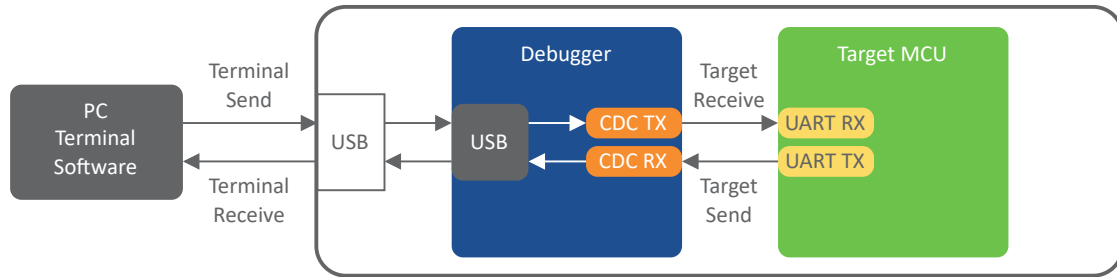 PC
Terminal
Software
Terminal
Send
Terminal
Receive
USB
Debugger
USB
CDC TX
CDC RX
Target
Receive
Target
Send
Target MCU
UART RX
UART TX